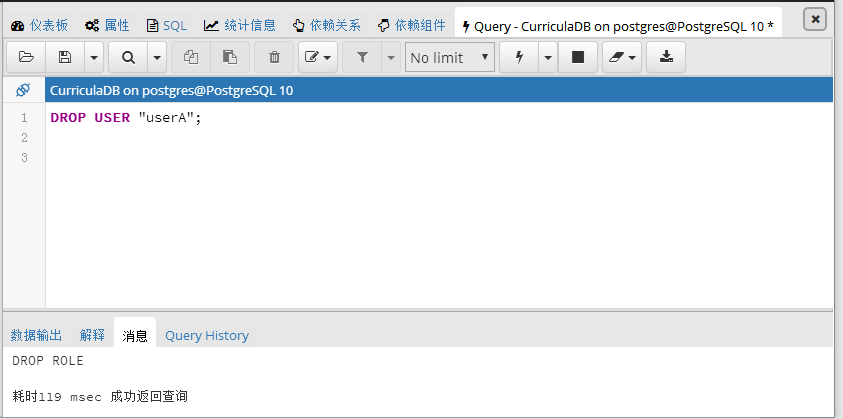 仪表板 属性 SQL 统计信息 依赖关系 依赖组件 Query - CurriculaDB on postgres@PostgreSQL 10 *
No limit
CurriculaDB on postgres@PostgreSQL 10
1 DROP USER "userA";
2
3
数据输出 解释 消息 Query History
DROP ROLE
耗时119 msec 成功返回查询